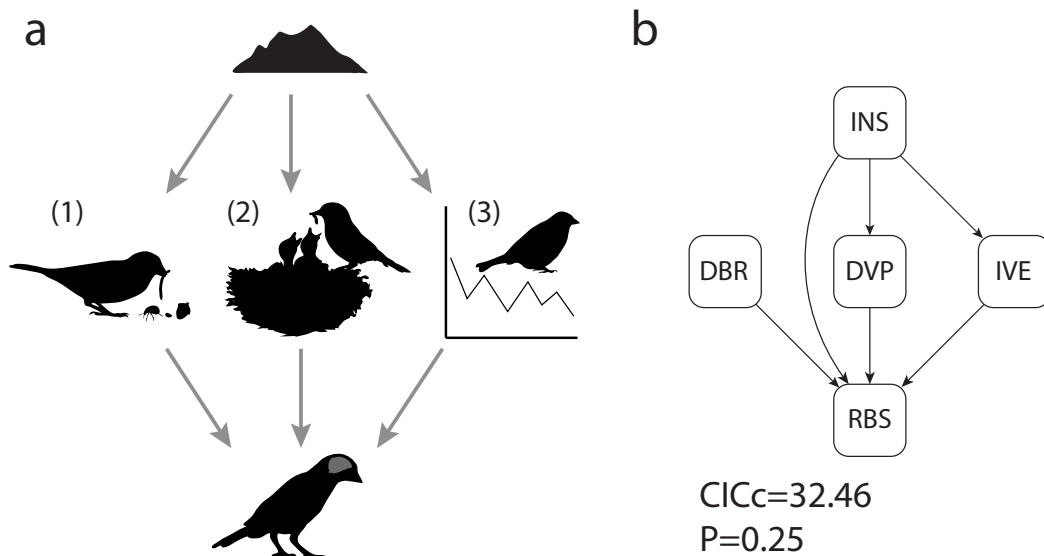 a
(1)
(2)
(3)
b
INS
DBR
DVP
IVE
RBS
CICc=32.46
P=0.25